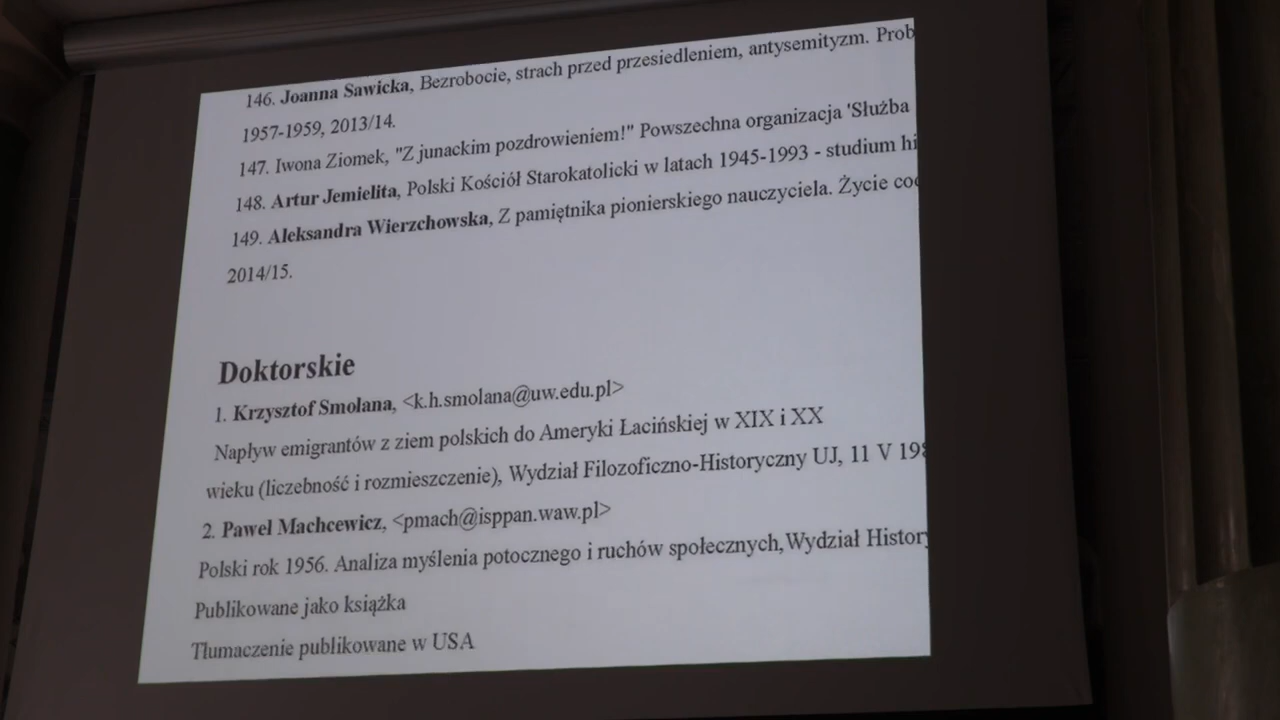 146. Joanna Sawicka, Bezrobocie, strach przed przesiedleniem, antysemityzm. Prob
1957-1959, 2013/14.
147. Iwona Ziomek, "Z junackim pozdrowieniem!" Powszechna organizacja 'Służba
148. Artur Jemielita, Polski Kościół Starokatolicki w latach 1945-1993 - studium hi
149. Aleksandra Wierzchowska, Z pamiętnika pionierskiego nauczyciela. Życie coc
2014/15.
Doktorskie
1. Krzysztof Smolana, <k.h.smolana@uw.edu.pl>
Napływ emigrantów z ziem polskich do Ameryki Łacińskiej w XIX i XX
wieku (liczebność i rozmieszczenie), Wydział Filozoficzno-Historyczny UJ, 11 V 198
2. Paweł Machcewicz, <pmach@isppan.waw.pl>
Polski rok 1956. Analiza myślenia potocznego i ruchów społecznych, Wydział History
Publikowane jako książka
Tłumaczenie publikowane w USA